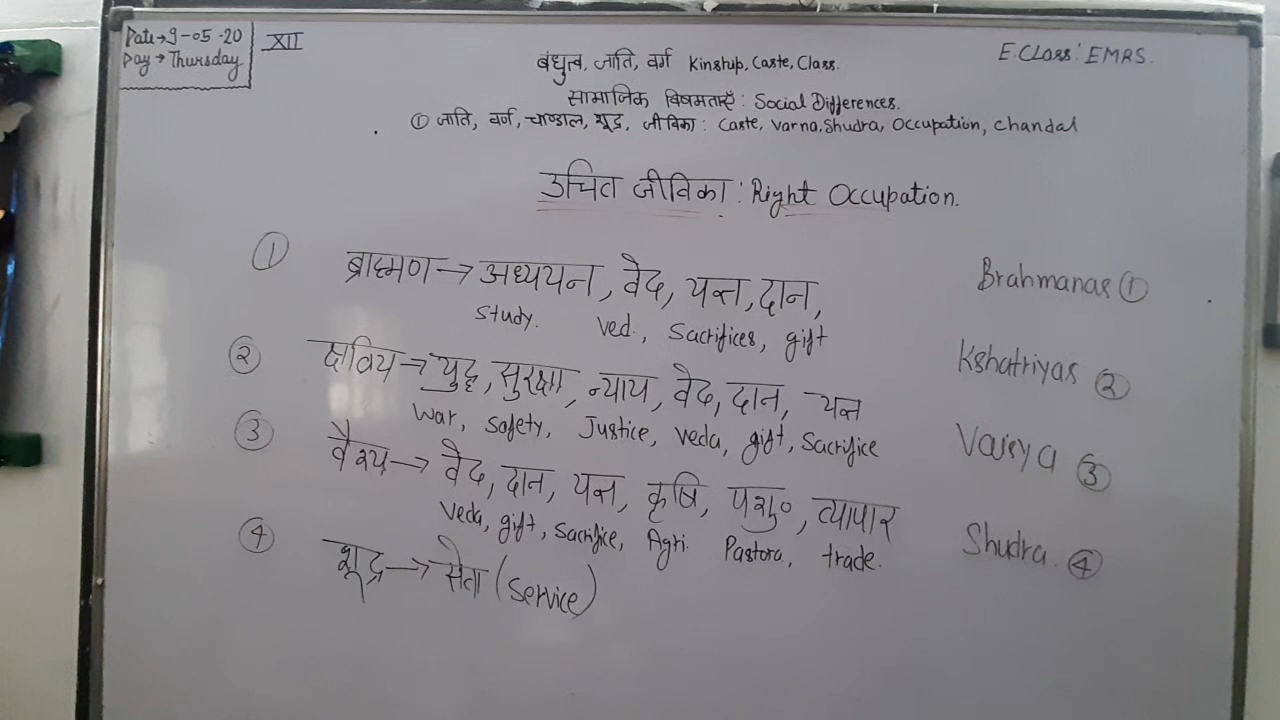 Date→9-05-20
Day→Thursday
XII
E.Class: EMRS.
बंधुत्व, जाति, वर्ग Kinship, Caste, Class.
सामाजिक विषमताएँ: Social Differences.
① जाति, वर्ण, चाण्डाल, शूद्र, जीविका: Caste, Varna, Shudra, Occupation, Chandal
उचित जीविका: Right Occupation.
① ब्राह्मण→ अध्ययन, वेद, यज्ञ, दान, Brahmanas ①
Study. Ved., Sacrifices, gift
② क्षत्रिय→ युद्ध, सुरक्षा, न्याय, वेद, दान, यज्ञ Kshatriyas ②
War, Safety, Justice, Veda, gift, Sacrifice
③ वैश्य→ वेद, दान, यज्ञ, कृषि, पशु०, व्यापार Vaisya ③
Veda, gift, Sacrifice, Agri. Pastora., trade.
④ शूद्र→ सेवा (Service) Shudra. ④